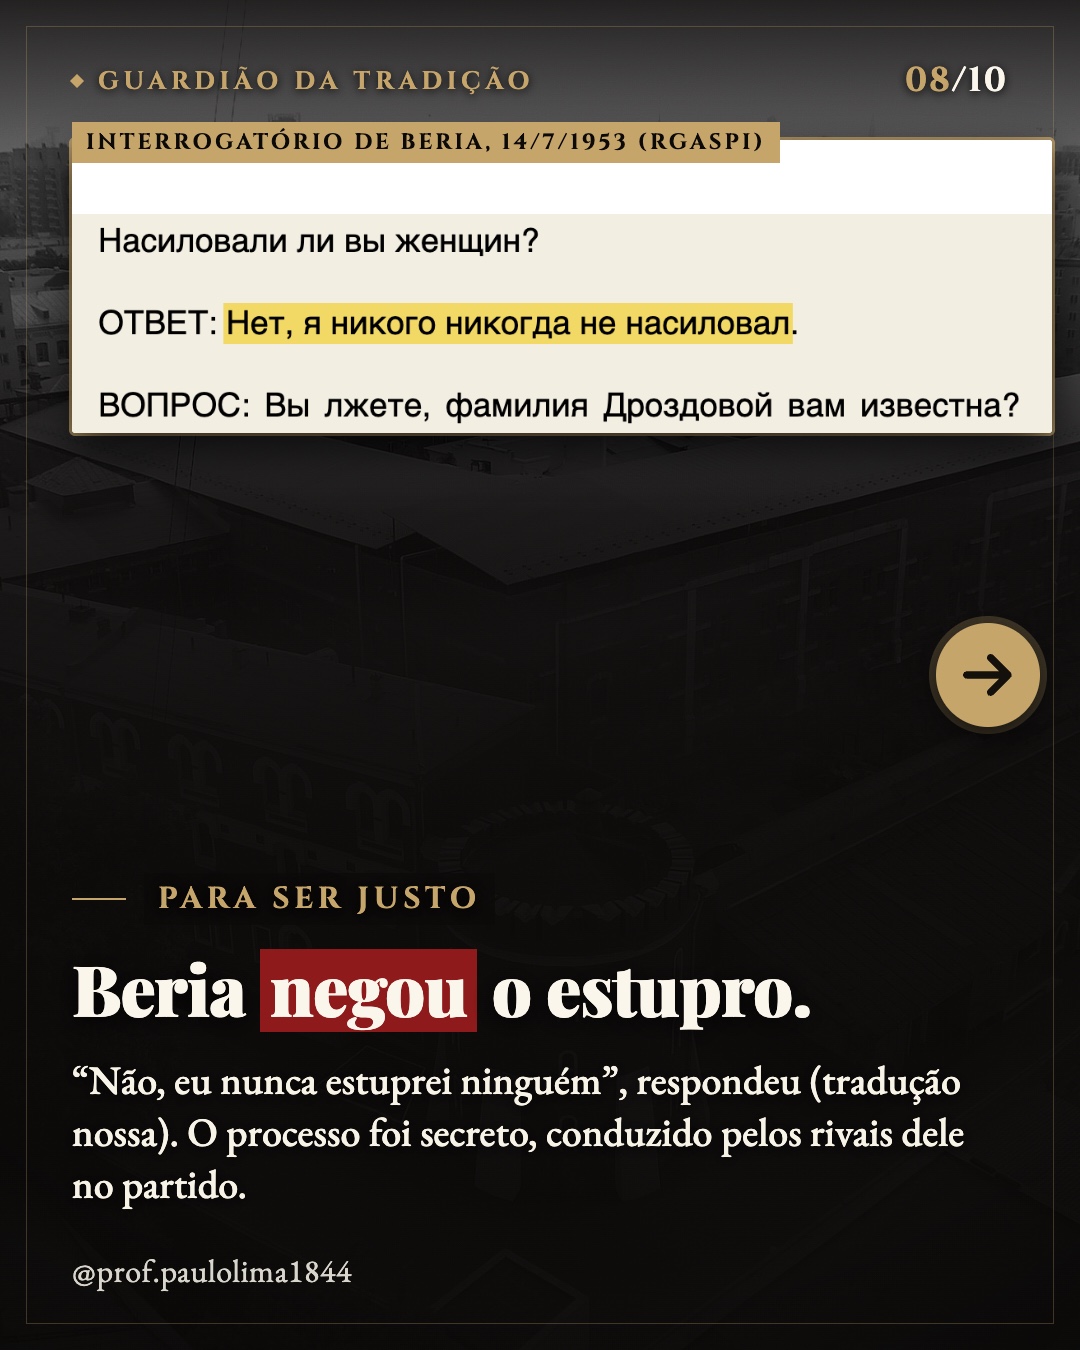 GUARDIÃO DA TRADIÇÃO
08/10
INTERROGATÓRIO DE BERIA, 14/7/1953 (RGASPI)
Насиловали ли вы женщин?
ОТВЕТ: Нет, я никого никогда не насиловал.
ВОПРОС: Вы лжете, фамилия Дроздовой вам известна?
PARA SER JUSTO
Beria negou o estupro.
“Não, eu nunca estuprei ninguém”, respondeu (tradução
nossa). O processo foi secreto, conduzido pelos rivais dele
no partido.
@prof.paulolima1844